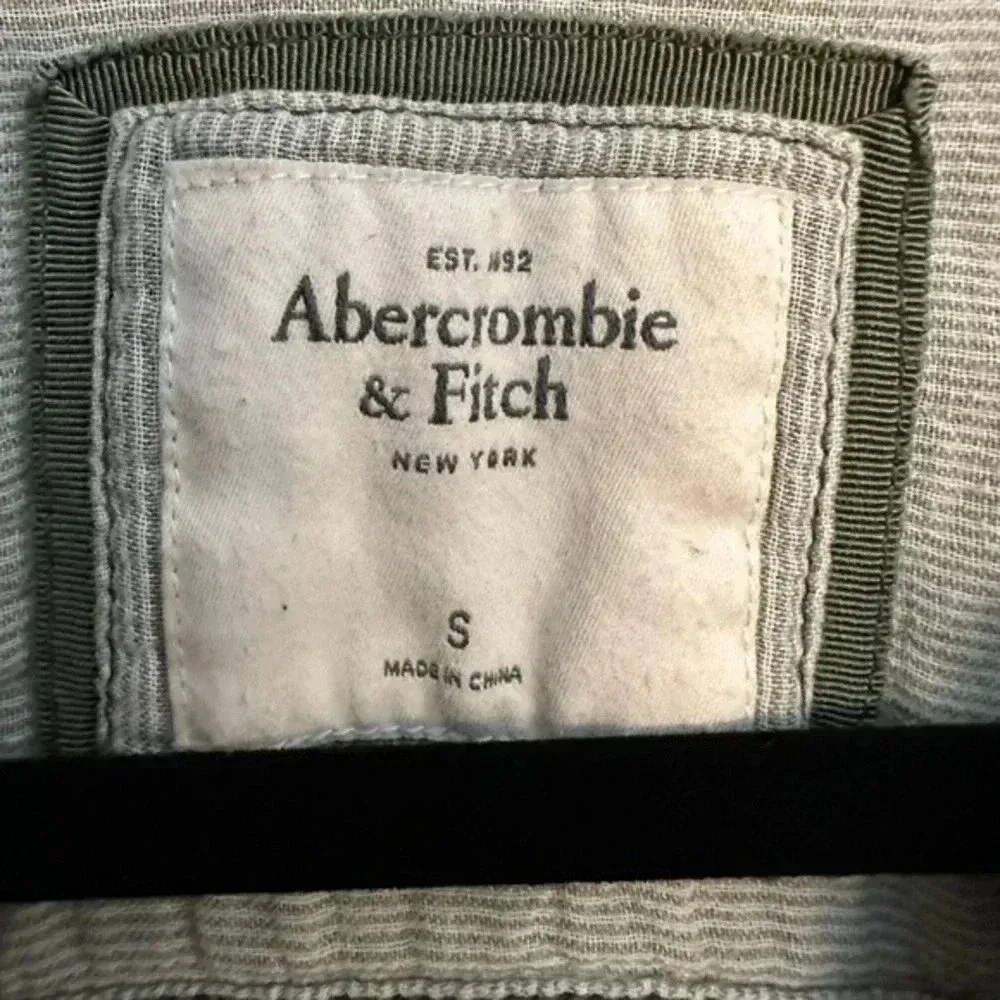 EST. 1892
Abercrombie
& Fitch
NEW YORK
S
MADE IN CHINA